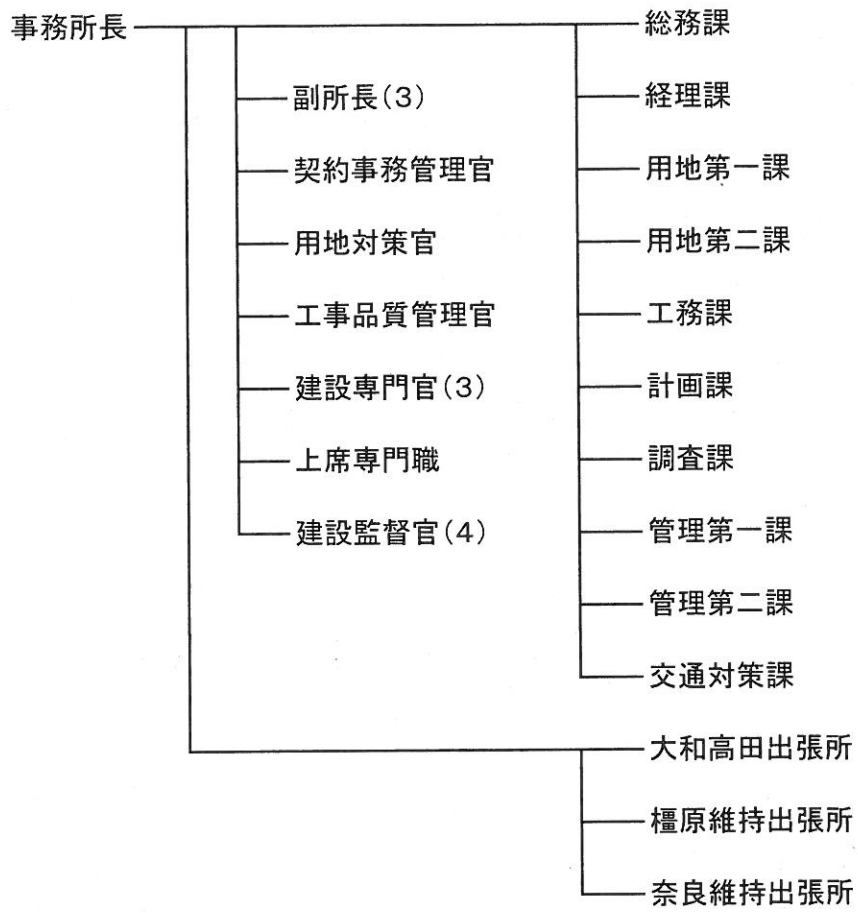 事務所長
副所長(3)
契約事務管理官
用地対策官
工事品質管理官
建設専門官(3)
上席専門職
建設監督官(4)
総務課
経理課
用地第一課
用地第二課
工務課
計画課
調査課
管理第一課
管理第二課
交通対策課
大和高田出張所
橿原維持出張所
奈良維持出張所